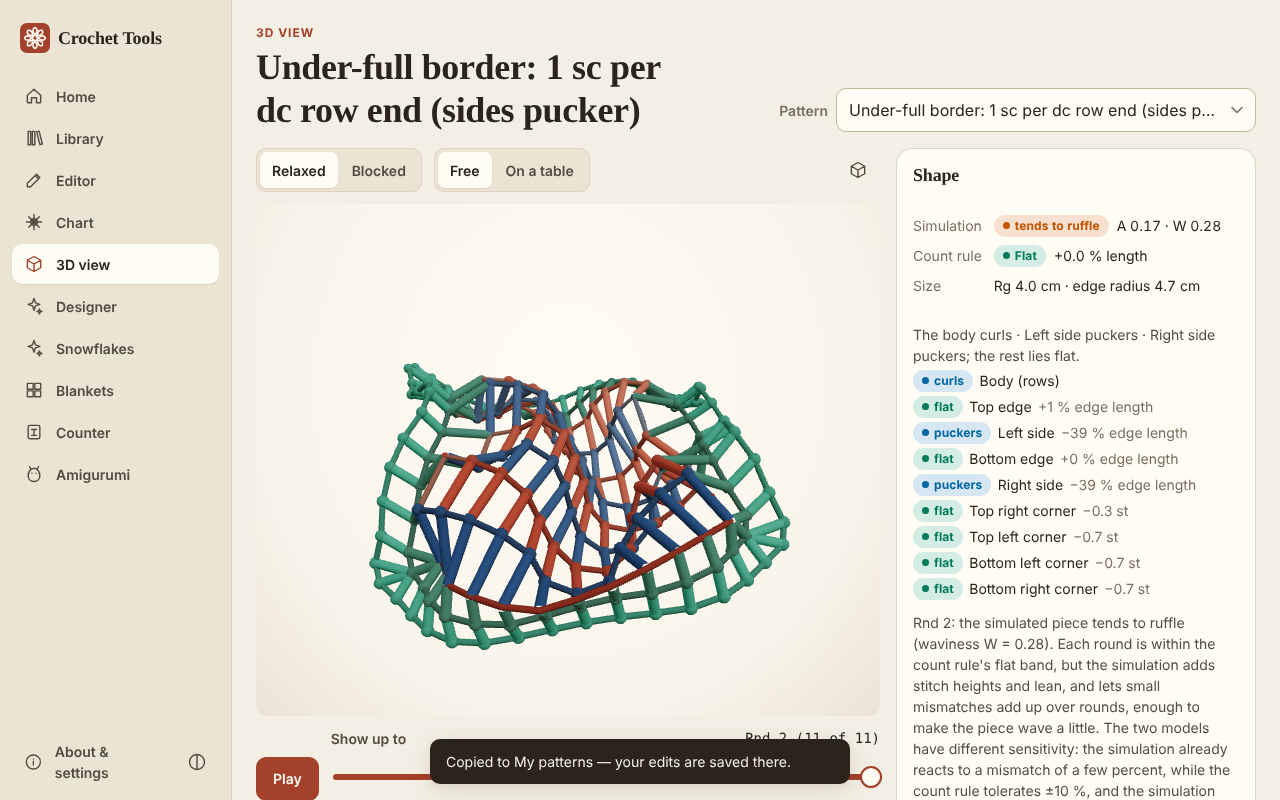 Crochet Tools
Home
Library
Editor
Chart
3D view
Designer
Snowflakes
Blankets
Counter
Amigurumi
About &
settings
3D VIEW
Under-full border: 1 sc per
dc row end (sides pucker)
Pattern
Under-full border: 1 sc per dc row end (sides p...
Relaxed
Blocked
Free
On a table
Show up to
Rnd 2 (11 of 11)
Play
Copied to My patterns — your edits are saved there.
Shape
Simulation tends to ruffle A 0.17 · W 0.28
Count rule Flat +0.0 % length
Size Rg 4.0 cm · edge radius 4.7 cm
The body curls · Left side puckers · Right side
puckers; the rest lies flat.
curls Body (rows)
flat Top edge +1 % edge length
puckers Left side −39 % edge length
flat Bottom edge +0 % edge length
puckers Right side −39 % edge length
flat Top right corner −0.3 st
flat Top left corner −0.7 st
flat Bottom left corner −0.7 st
flat Bottom right corner −0.7 st
Rnd 2: the simulated piece tends to ruffle
(waviness W = 0.28). Each round is within the
count rule's flat band, but the simulation adds
stitch heights and lean, and lets small
mismatches add up over rounds, enough to
make the piece wave a little. The two models
have different sensitivity: the simulation already
reacts to a mismatch of a few percent, while the
count rule tolerates ±10 %, and the simulation